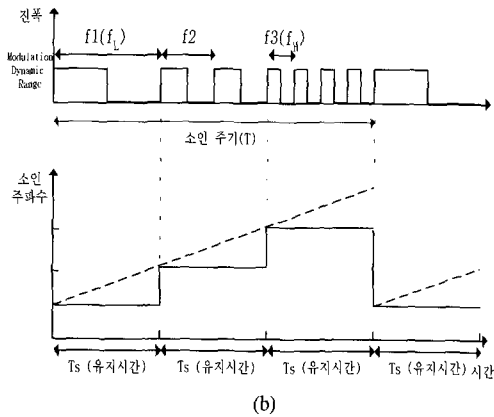 진폭
f1(fL)
f2
f3(fH)
Modulation
Dynamic
Range
소인 주기(T)
소인
주파수
Ts (유지시간)
Ts (유지시간)
Ts (유지시간)
Ts (유지시간)
시간
(b)